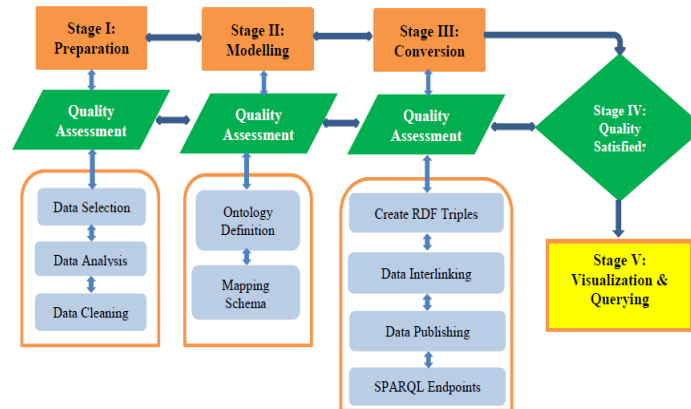 Stage I:
Preparation
Stage II:
Modelling
Stage III:
Conversion
Quality
Assessment
Quality
Assessment
Quality
Assessment
Stage IV:
Quality
Satisfied?
Data Selection
Data Analysis
Data Cleaning
Ontology
Definition
Mapping
Schema
Create RDF Triples
Data Interlinking
Data Publishing
SPARQL Endpoints
Stage V:
Visualization &
Querying